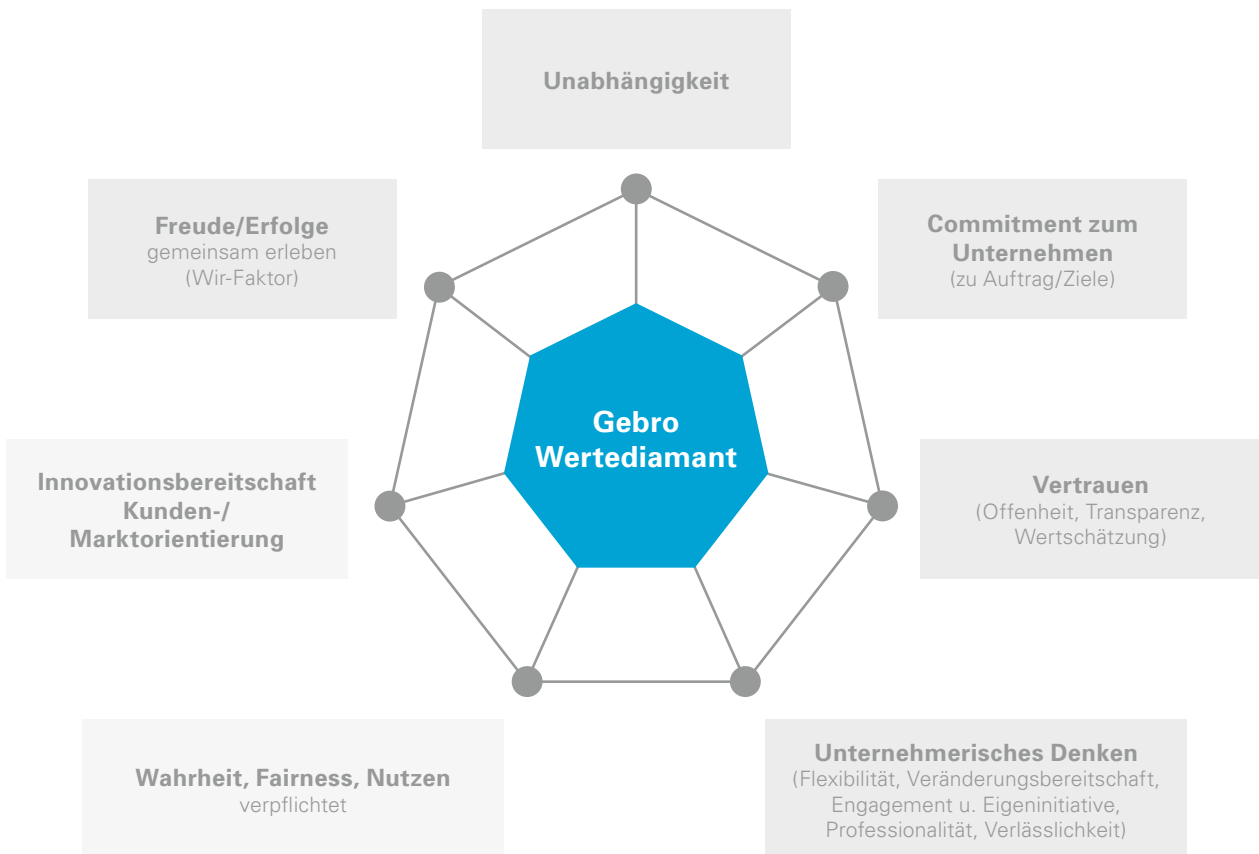 Unabhängigkeit
Freude/Erfolge
gemeinsam erleben
(Wir-Faktor)
Commitment zum
Unternehmen
(zu Auftrag/Ziele)
Gebro
Wertediamant
Innovationsbereitschaft
Kunden-/
Marktorientierung
Vertrauen
(Offenheit, Transparenz,
Wertschätzung)
Wahrheit, Fairness, Nutzen
verpflichtet
Unternehmerisches Denken
(Flexibilität, Veränderungsbereitschaft,
Engagement u. Eigeninitiative,
Professionalität, Verlässlichkeit)